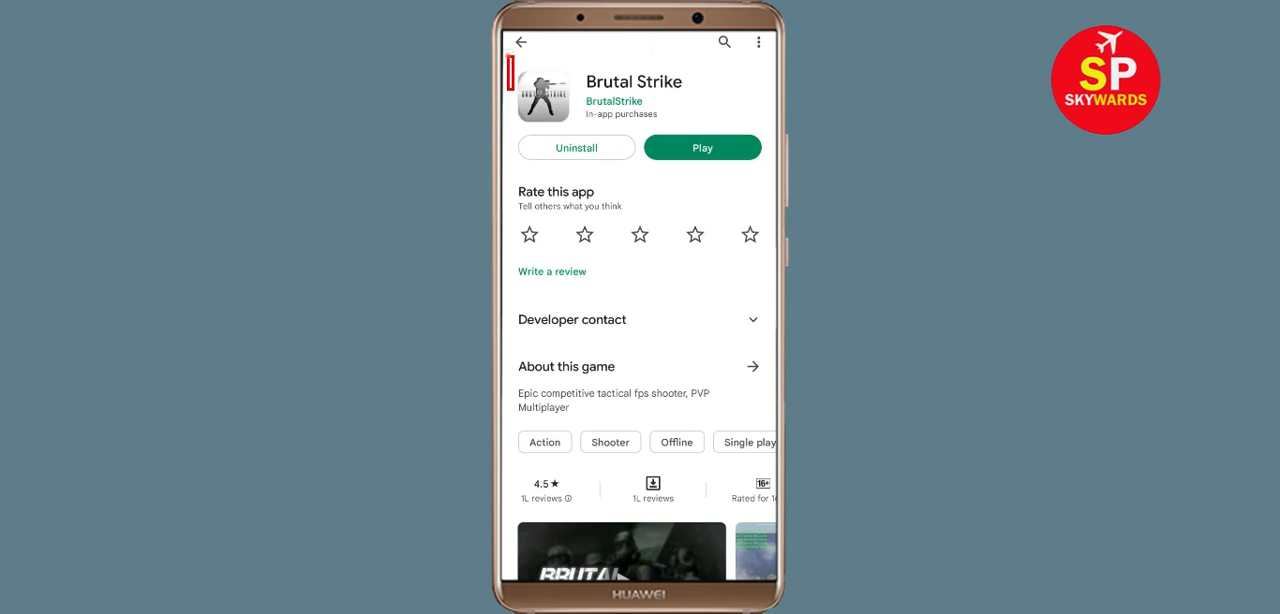 Brutal Strike
BrutalStrike
In-app purchases
Uninstall
Play
Rate this app
Tell others what you think
Write a review
Developer contact
About this game
Epic competitive tactical fps shooter, PVP
Multiplayer
Action
Shooter
Offline
Single play
4.5★
1L reviews
1L reviews
16+
Rated for 1
BRUTAL
HUAWEI
SP
SKYWARDS